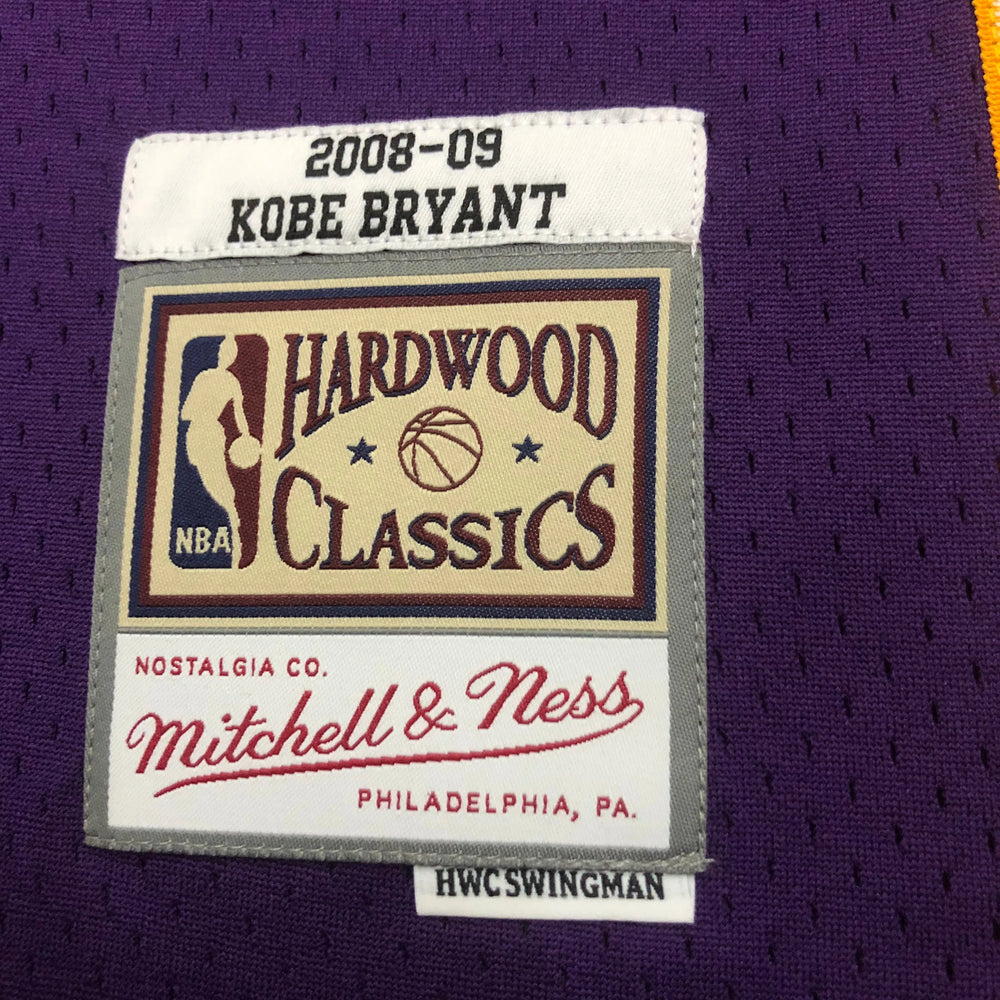 2008-09
KOBE BRYANT
HARDWOOD
CLASSICS
NBA
NOSTALGIA CO.
Mitchell & Ness
PHILADELPHIA, PA.
HWC SWINGMAN